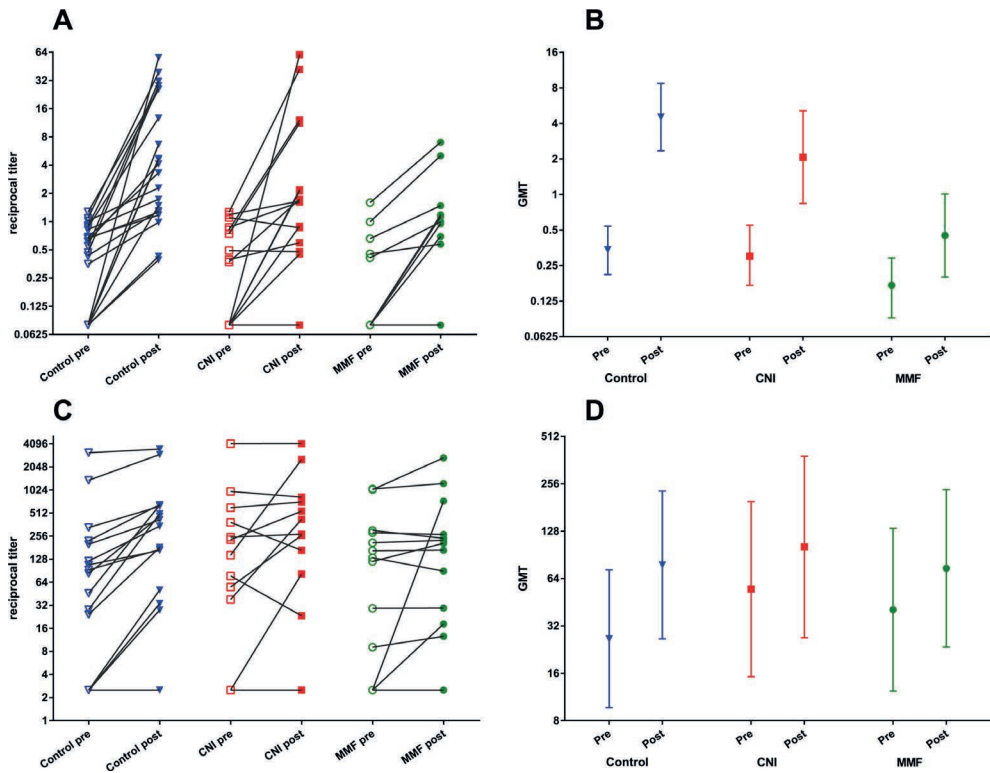 A
reciprocal titer
64
32
16
8
4
2
1
0.5
0.25
0.125
0.0625
Control pre
Control post
CNI pre
CNI post
MMF pre
MMF post
B
GMT
16
8
4
2
1
0.5
0.25
0.125
0.0625
Pre Post Pre Post Pre Post
Control CNI MMF
C
reciprocal titer
4096
2048
1024
512
256
128
64
32
16
8
4
2
1
Control pre
Control post
CNI pre
CNI post
MMF pre
MMF post
D
GMT
512
256
128
64
32
16
8
Pre Post Pre Post Pre Post
Control CNI MMF